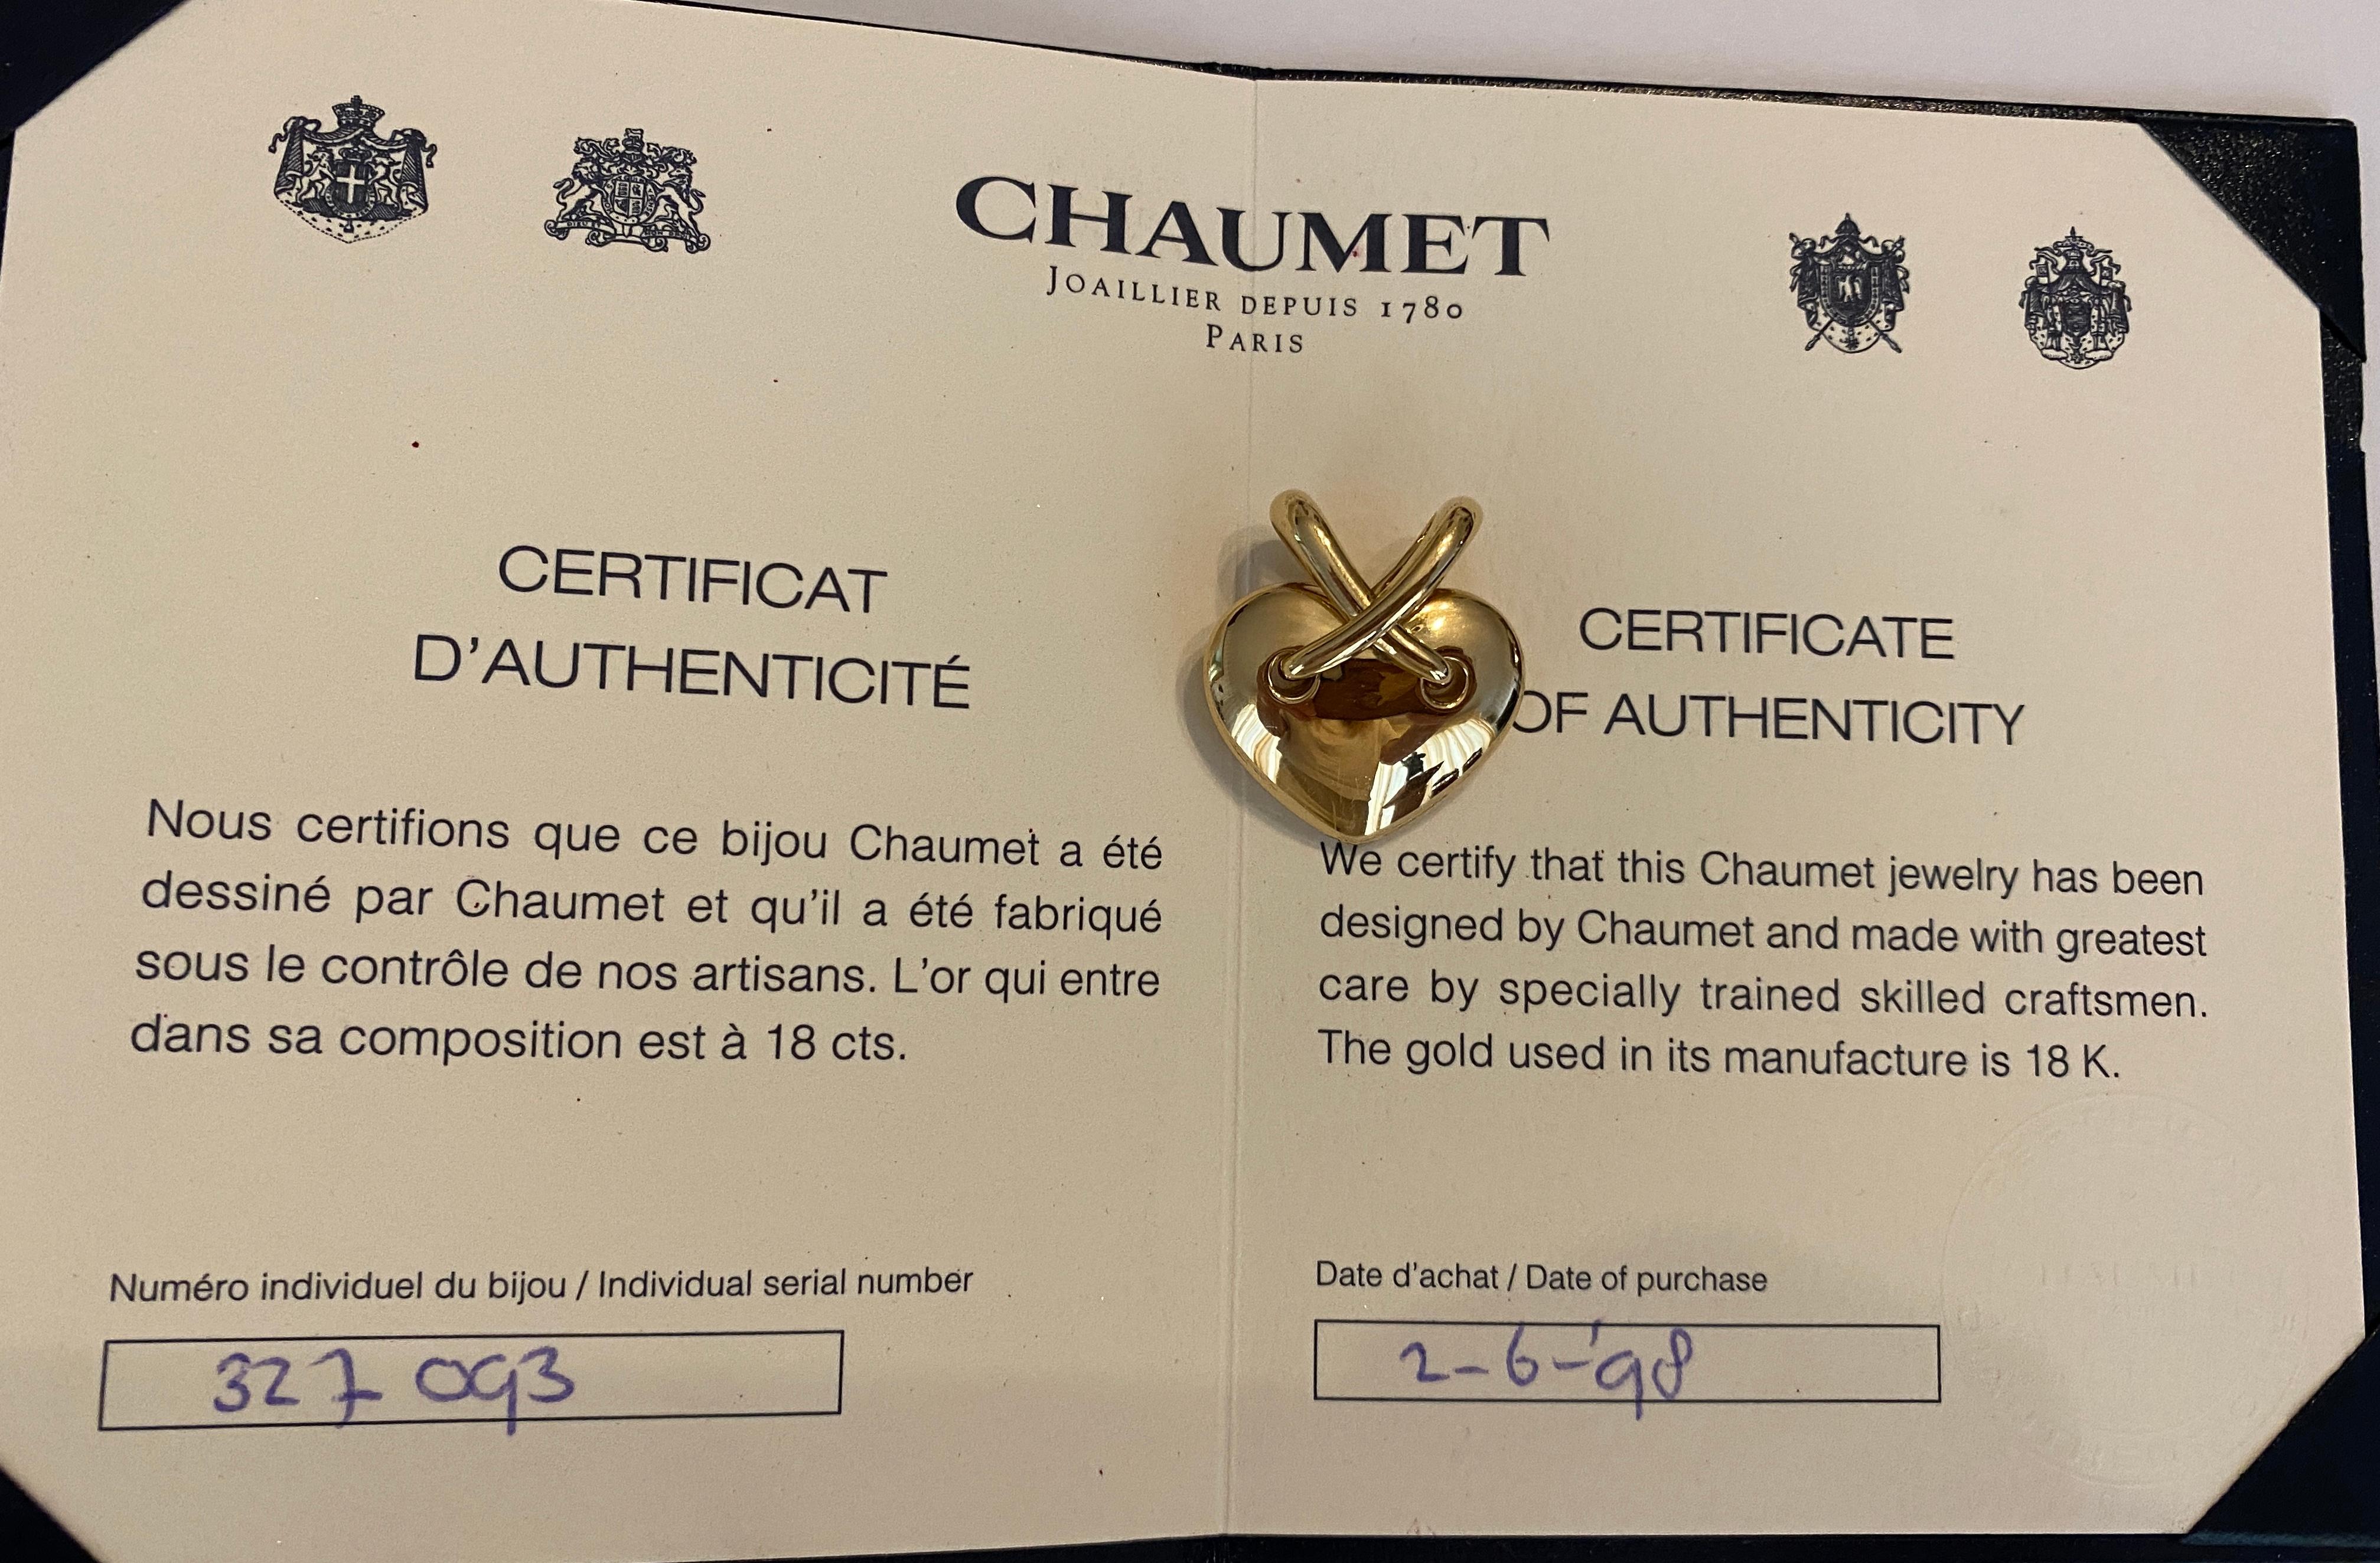 CHAUMET
JOAILLIER DEPUIS 1780
PARIS
CERTIFICAT
D'AUTHENTICITÉ
Nous certifions que ce bijou Chaumet a été
dessiné par Chaumet et qu'il a été fabriqué
sous le contrôle de nos artisans. L'or qui entre
dans sa composition est à 18 cts.
Numéro individuel du bijou / Individual serial number
327 093
CERTIFICATE
OF AUTHENTICITY
We certify that this Chaumet jewelry has been
designed by Chaumet and made with greatest
care by specially trained skilled craftsmen.
The gold used in its manufacture is 18 K.
Date d'achat / Date of purchase
2-6-'98